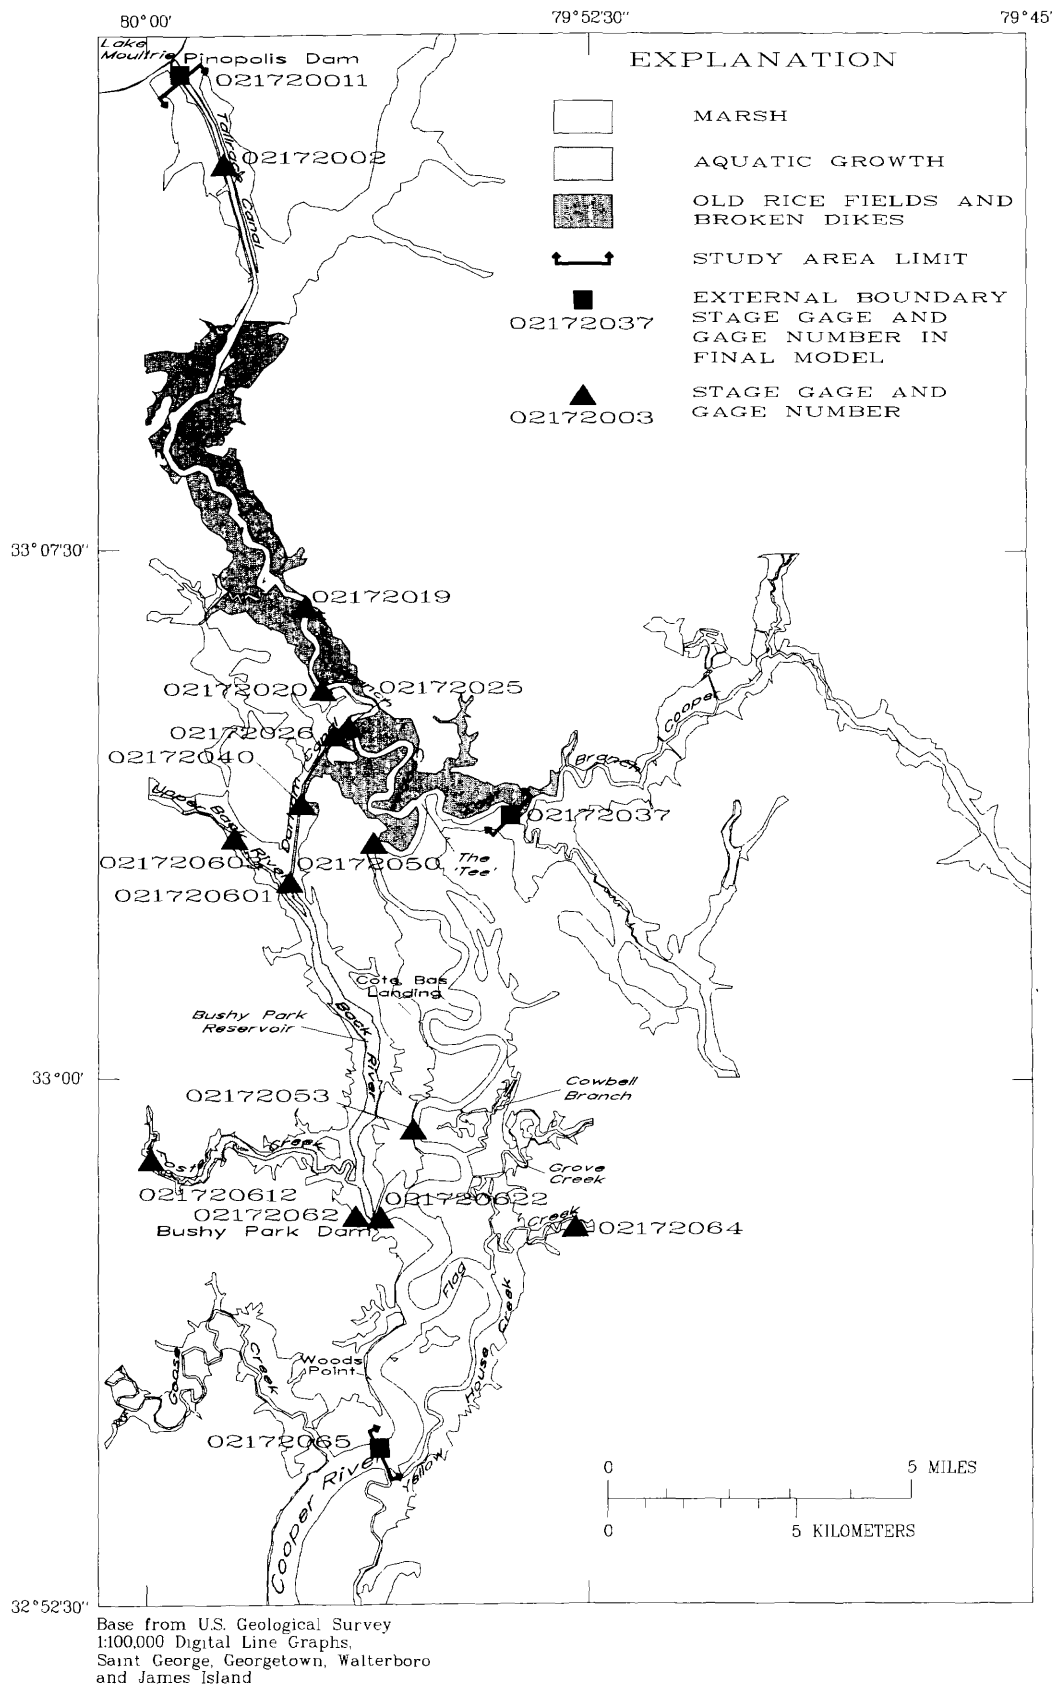 80°00'
79°52'30"
79°45'
Lake
Moultrie
Pinopolis Dam
021720011
EXPLANATION
MARSH
AQUATIC GROWTH
OLD RICE FIELDS AND
BROKEN DIKES
STUDY AREA LIMIT
EXTERNAL BOUNDARY
STAGE GAGE AND
GAGE NUMBER IN
FINAL MODEL
02172037
STAGE GAGE AND
GAGE NUMBER
02172003
Tailrace Canal
02172002
33°07'30"
02172019
02172020
02172025
02172026
02172040
Cooper
Branch
02172037
Upper Back River
The
'Tee'
02172050
021720601
Cote Bas
Landing
Bushy Park
Reservoir
Back River
33°00'
02172053
Cowbell
Branch
Creek
Grove
Creek
021720612
021720622
02172062
Bushy Park Dam
Creek
02172064
Flag
Goose
Creek
Woods
Point
Yellow
House
Creek
02172065
Cooper River
0
5 MILES
0
5 KILOMETERS
32°52'30"
Base from U.S. Geological Survey
1:100,000 Digital Line Graphs,
Saint George, Georgetown, Walterboro
and James Island